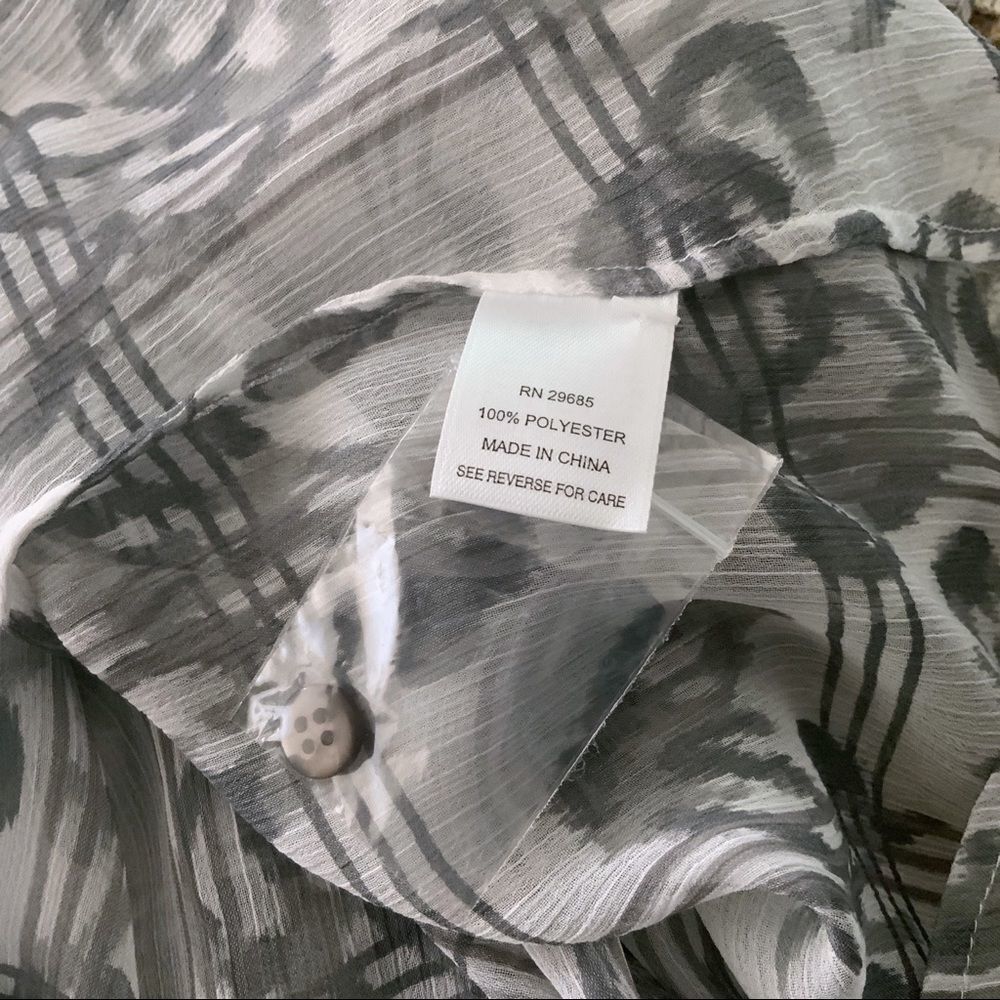 RN 29685
100% POLYESTER
MADE IN CHINA
SEE REVERSE FOR CARE